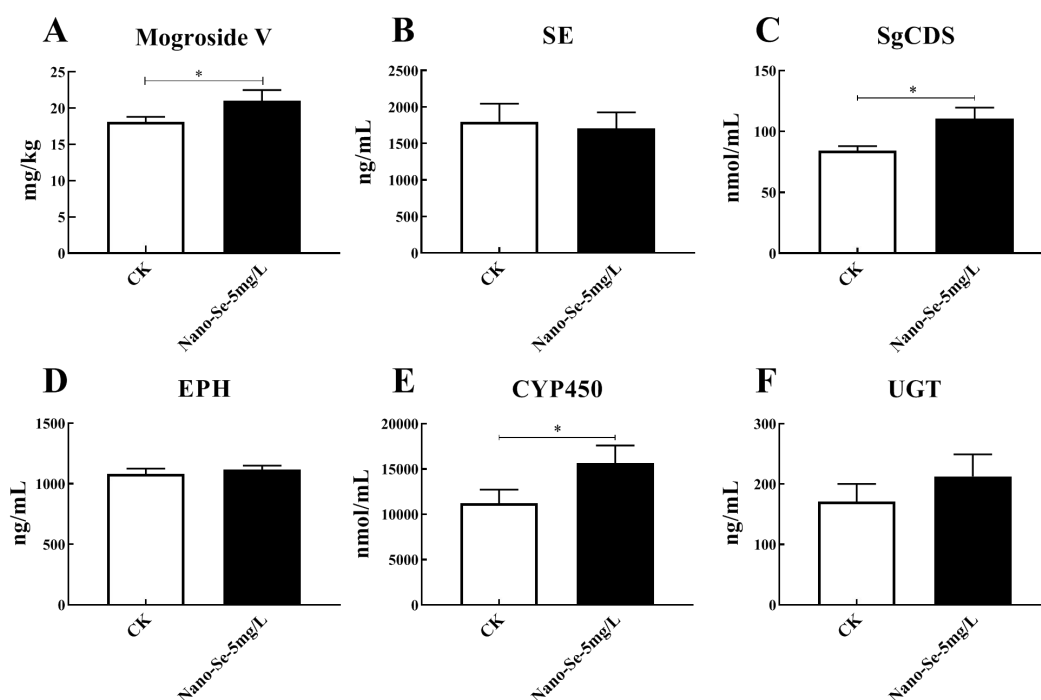 A
Mogroside V
mg/kg
25
20
15
10
5
0
*
CK
Nano-Se-5mg/L
B
SE
ng/mL
2500
2000
1500
1000
500
0
CK
Nano-Se-5mg/L
C
SgCDS
nmol/mL
150
100
50
0
*
CK
Nano-Se-5mg/L
D
EPH
ng/mL
1500
1000
500
0
CK
Nano-Se-5mg/L
E
CYP450
nmol/mL
20000
15000
10000
5000
0
*
CK
Nano-Se-5mg/L
F
UGT
ng/mL
300
200
100
0
CK
Nano-Se-5mg/L